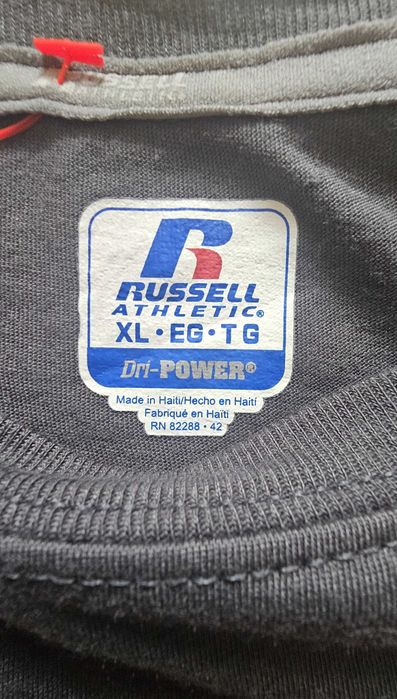 R
RUSSELL
ATHLETIC®
XL • EG • TG
Dri-POWER®
Made in Haiti/Hecho en Haití
Fabriqué en Haïti
RN 82288 • 42